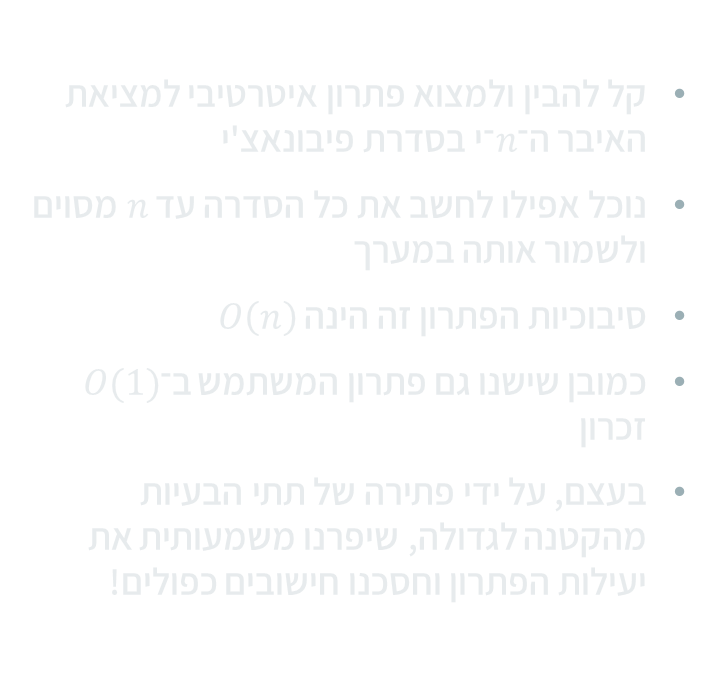 • קל להבין ולמצוא פתרון איטרטיבי למציאת
האיבר ה־n־י בסדרת פיבונאצ'י
• נוכל אפילו לחשב את כל הסדרה עד n מסוים
ולשמור אותה במערך
• סיבוכיות הפתרון זה הינה O(n)
• כמובן שישנו גם פתרון המשתמש ב־O(1)
זכרון
• בעצם, על ידי פתירה של תתי הבעיות
מהקטנה לגדולה, שיפרנו משמעותית את
יעילות הפתרון וחסכנו חישובים כפולים!